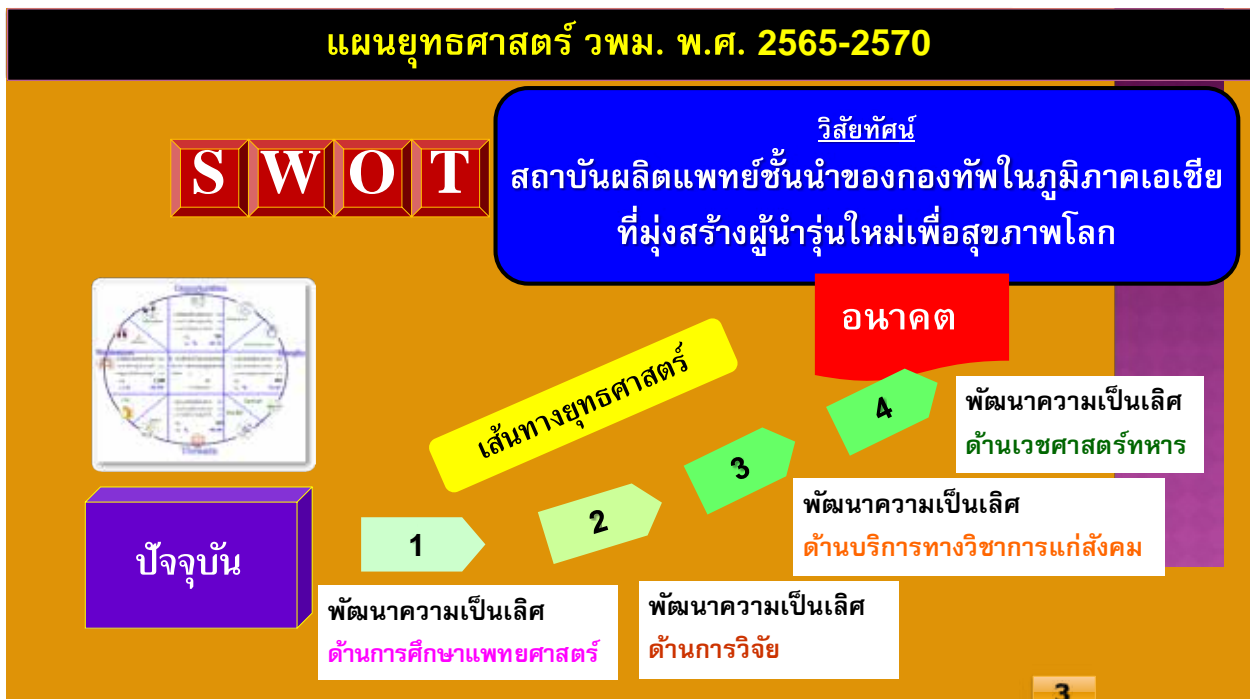 แผนยุทธศาสตร์ วพม. พ.ศ. 2565-2570
S W O T
วิสัยทัศน์
สถาบันผลิตแพทย์ชั้นนำของกองทัพในภูมิภาคเอเชีย
ที่มุ่งสร้างผู้นำรุ่นใหม่เพื่อสุขภาพโลก
อนาคต
เส้นทางยุทธศาสตร์
4
พัฒนาความเป็นเลิศ
ด้านเวชศาสตร์ทหาร
3
พัฒนาความเป็นเลิศ
ด้านบริการทางวิชาการแก่สังคม
2
พัฒนาความเป็นเลิศ
ด้านการวิจัย
1
พัฒนาความเป็นเลิศ
ด้านการศึกษาแพทยศาสตร์
ปัจจุบัน
3